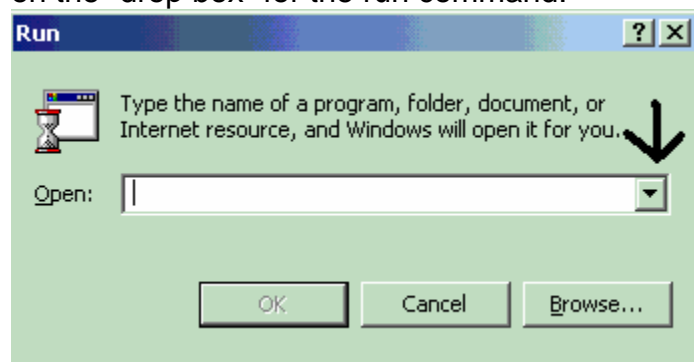 on the "drop box" for the run command.
Run
Type the name of a program, folder, document, or
Internet resource, and Windows will open it for you.
Open:
OK
Cancel
Browse...